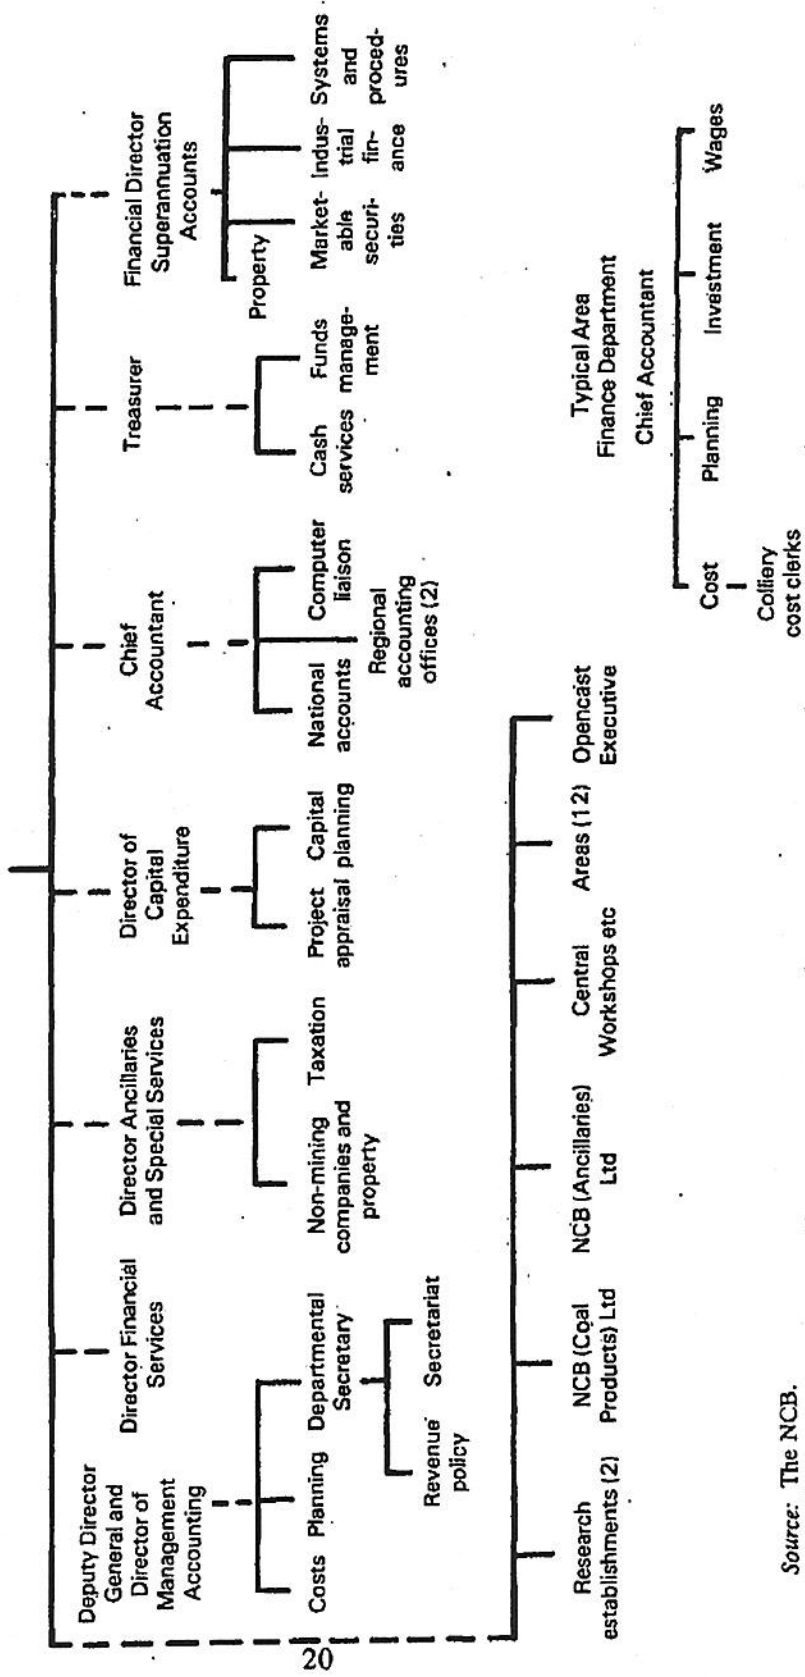 Deputy Director
General and
Director of
Management
Accounting
Costs
Planning
Departmental
Secretary
Revenue
policy
Secretariat
Director Financial
Services
Director Ancillaries
and Special Services
Non-mining
companies and
property
Taxation
Director of
Capital
Expenditure
Project
appraisal
Capital
planning
Chief
Accountant
National
accounts
Regional
accounting
offices (2)
Computer
liaison
Treasurer
Cash
services
Funds
manage-
ment
Financial Director
Superannuation
Accounts
Property
Market-
able
securi-
ties
Indus-
trial
fin-
ance
Systems
and
proced-
ures
20
Research
establishments (2)
NCB (Coal
Products) Ltd
NCB (Ancillaries)
Ltd
Central
Workshops etc
Areas (12)
Opencast
Executive
Typical Area
Finance Department
Chief Accountant
Cost
Colliery
cost clerks
Planning
Investment
Wages
Source: The NCB.